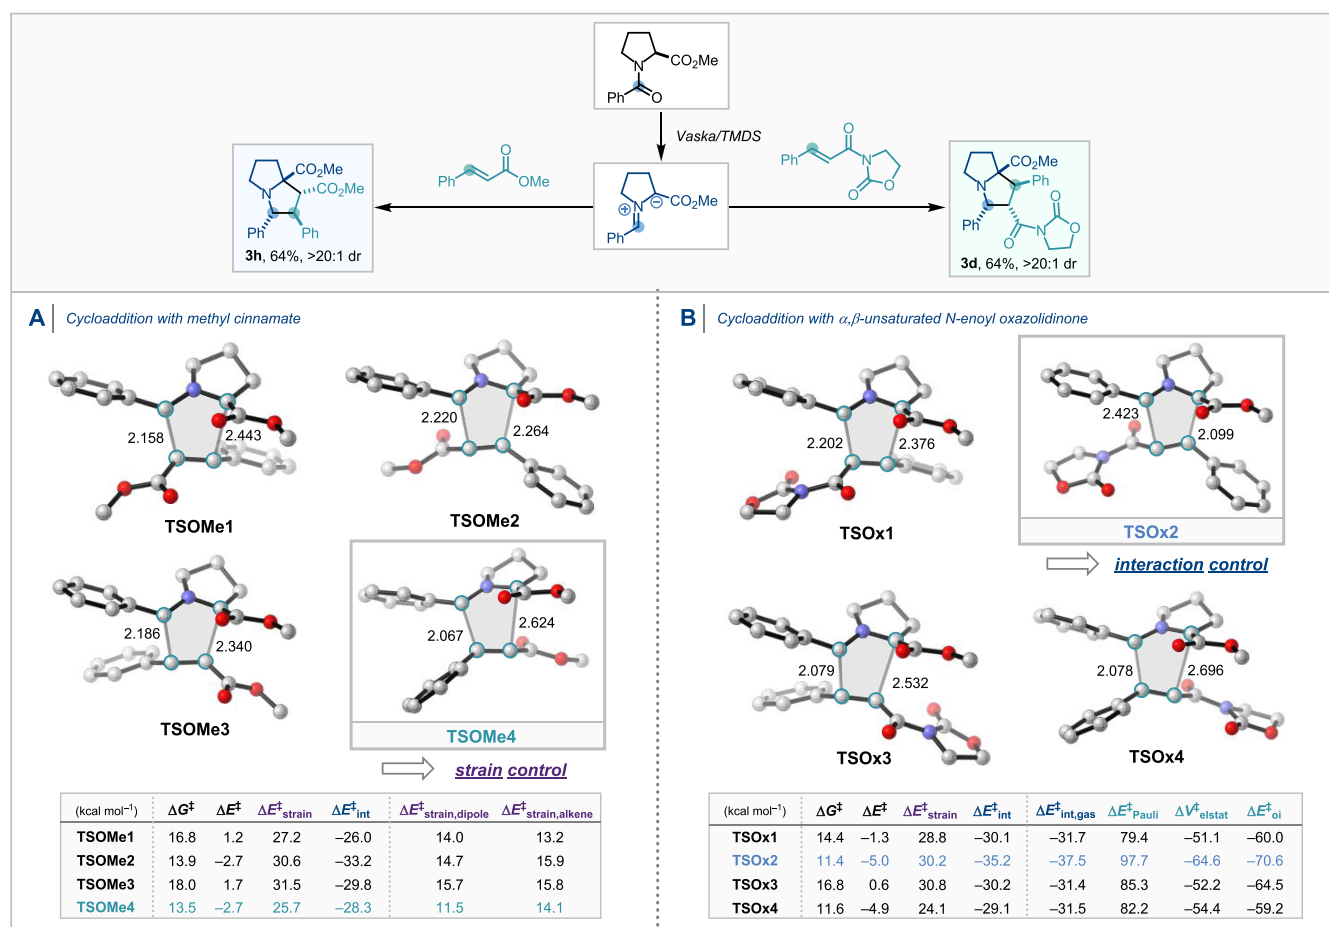 N
CO2Me
Ph
O
Vaska/TMDS
CO2Me
N
CO2Me
Ph
Ph
3h, 64%, >20:1 dr
Ph
O
OMe
N
⊕
⊖
CO2Me
Ph
Ph
O
N
O
O
CO2Me
N
Ph
Ph
O
N
O
O
3d, 64%, >20:1 dr
A Cycloaddition with methyl cinnamate
2.158
2.443
TSOMe1
2.220
2.264
TSOMe2
2.186
2.340
TSOMe3
2.067
2.624
TSOMe4
strain control
(kcal mol⁻¹) ΔG‡ ΔE‡ ΔE‡strain ΔE‡int ΔE‡strain,dipole ΔE‡strain,alkene
TSOMe1 16.8 1.2 27.2 −26.0 14.0 13.2
TSOMe2 13.9 −2.7 30.6 −33.2 14.7 15.9
TSOMe3 18.0 1.7 31.5 −29.8 15.7 15.8
TSOMe4 13.5 −2.7 25.7 −28.3 11.5 14.1
B Cycloaddition with α,β-unsaturated N-enoyl oxazolidinone
2.202
2.376
TSOx1
2.423
2.099
TSOx2
interaction control
2.079
2.532
TSOx3
2.078
2.696
TSOx4
(kcal mol⁻¹) ΔG‡ ΔE‡ ΔE‡strain ΔE‡int ΔE‡int,gas ΔE‡Pauli ΔV‡elstat ΔE‡oi
TSOx1 14.4 −1.3 28.8 −30.1 −31.7 79.4 −51.1 −60.0
TSOx2 11.4 −5.0 30.2 −35.2 −37.5 97.7 −64.6 −70.6
TSOx3 16.8 0.6 30.8 −30.2 −31.4 85.3 −52.2 −64.5
TSOx4 11.6 −4.9 24.1 −29.1 −31.5 82.2 −54.4 −59.2